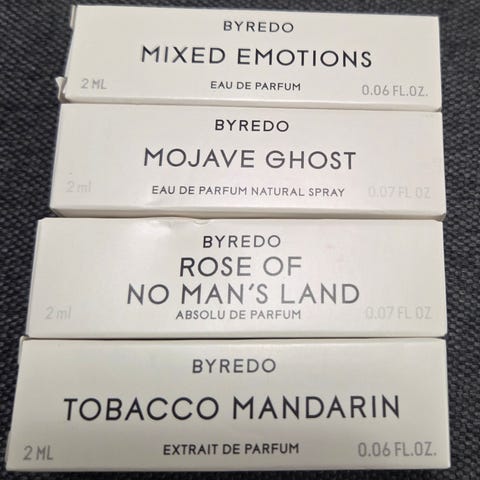 BYREDO
MIXED EMOTIONS
2 ML EAU DE PARFUM 0.06 FL.OZ.
BYREDO
MOJAVE GHOST
2 ml EAU DE PARFUM NATURAL SPRAY 0.07 FL OZ
BYREDO
ROSE OF
NO MAN'S LAND
2 ml ABSOLU DE PARFUM 0.07 FL OZ
BYREDO
TOBACCO MANDARIN
2 ML EXTRAIT DE PARFUM 0.06 FL.OZ.